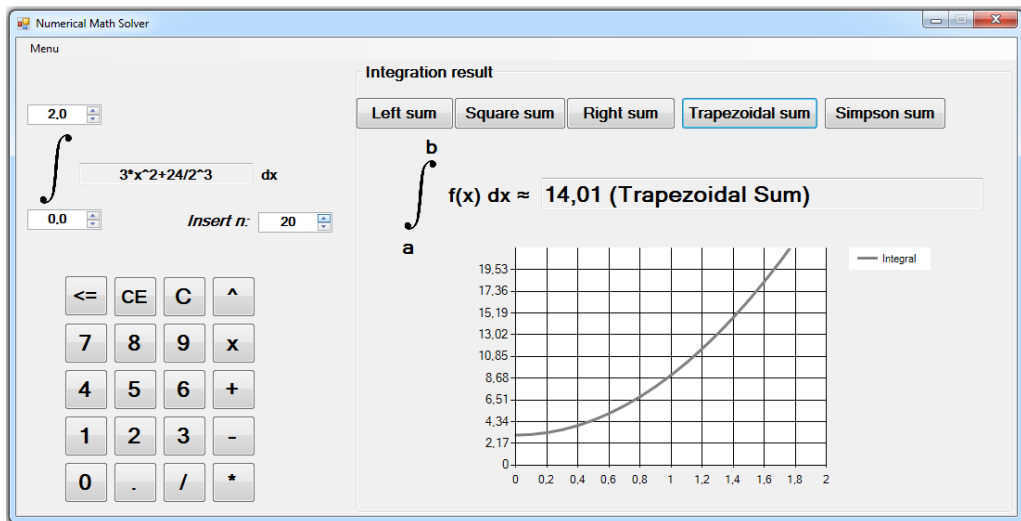 Numerical Math Solver
Menu
Integration result
2,0
Left sum Square sum Right sum Trapezoidal sum Simpson sum
b
3*x^2+24/2^3 dx
f(x) dx ≈ 14,01 (Trapezoidal Sum)
0,0 Insert n: 20
a
Integral
19,53
17,36
15,19
13,02
10,85
8,68
6,51
4,34
2,17
0
0 0,2 0,4 0,6 0,8 1 1,2 1,4 1,6 1,8 2
<= CE C ^
7 8 9 x
4 5 6 +
1 2 3 -
0 . / *